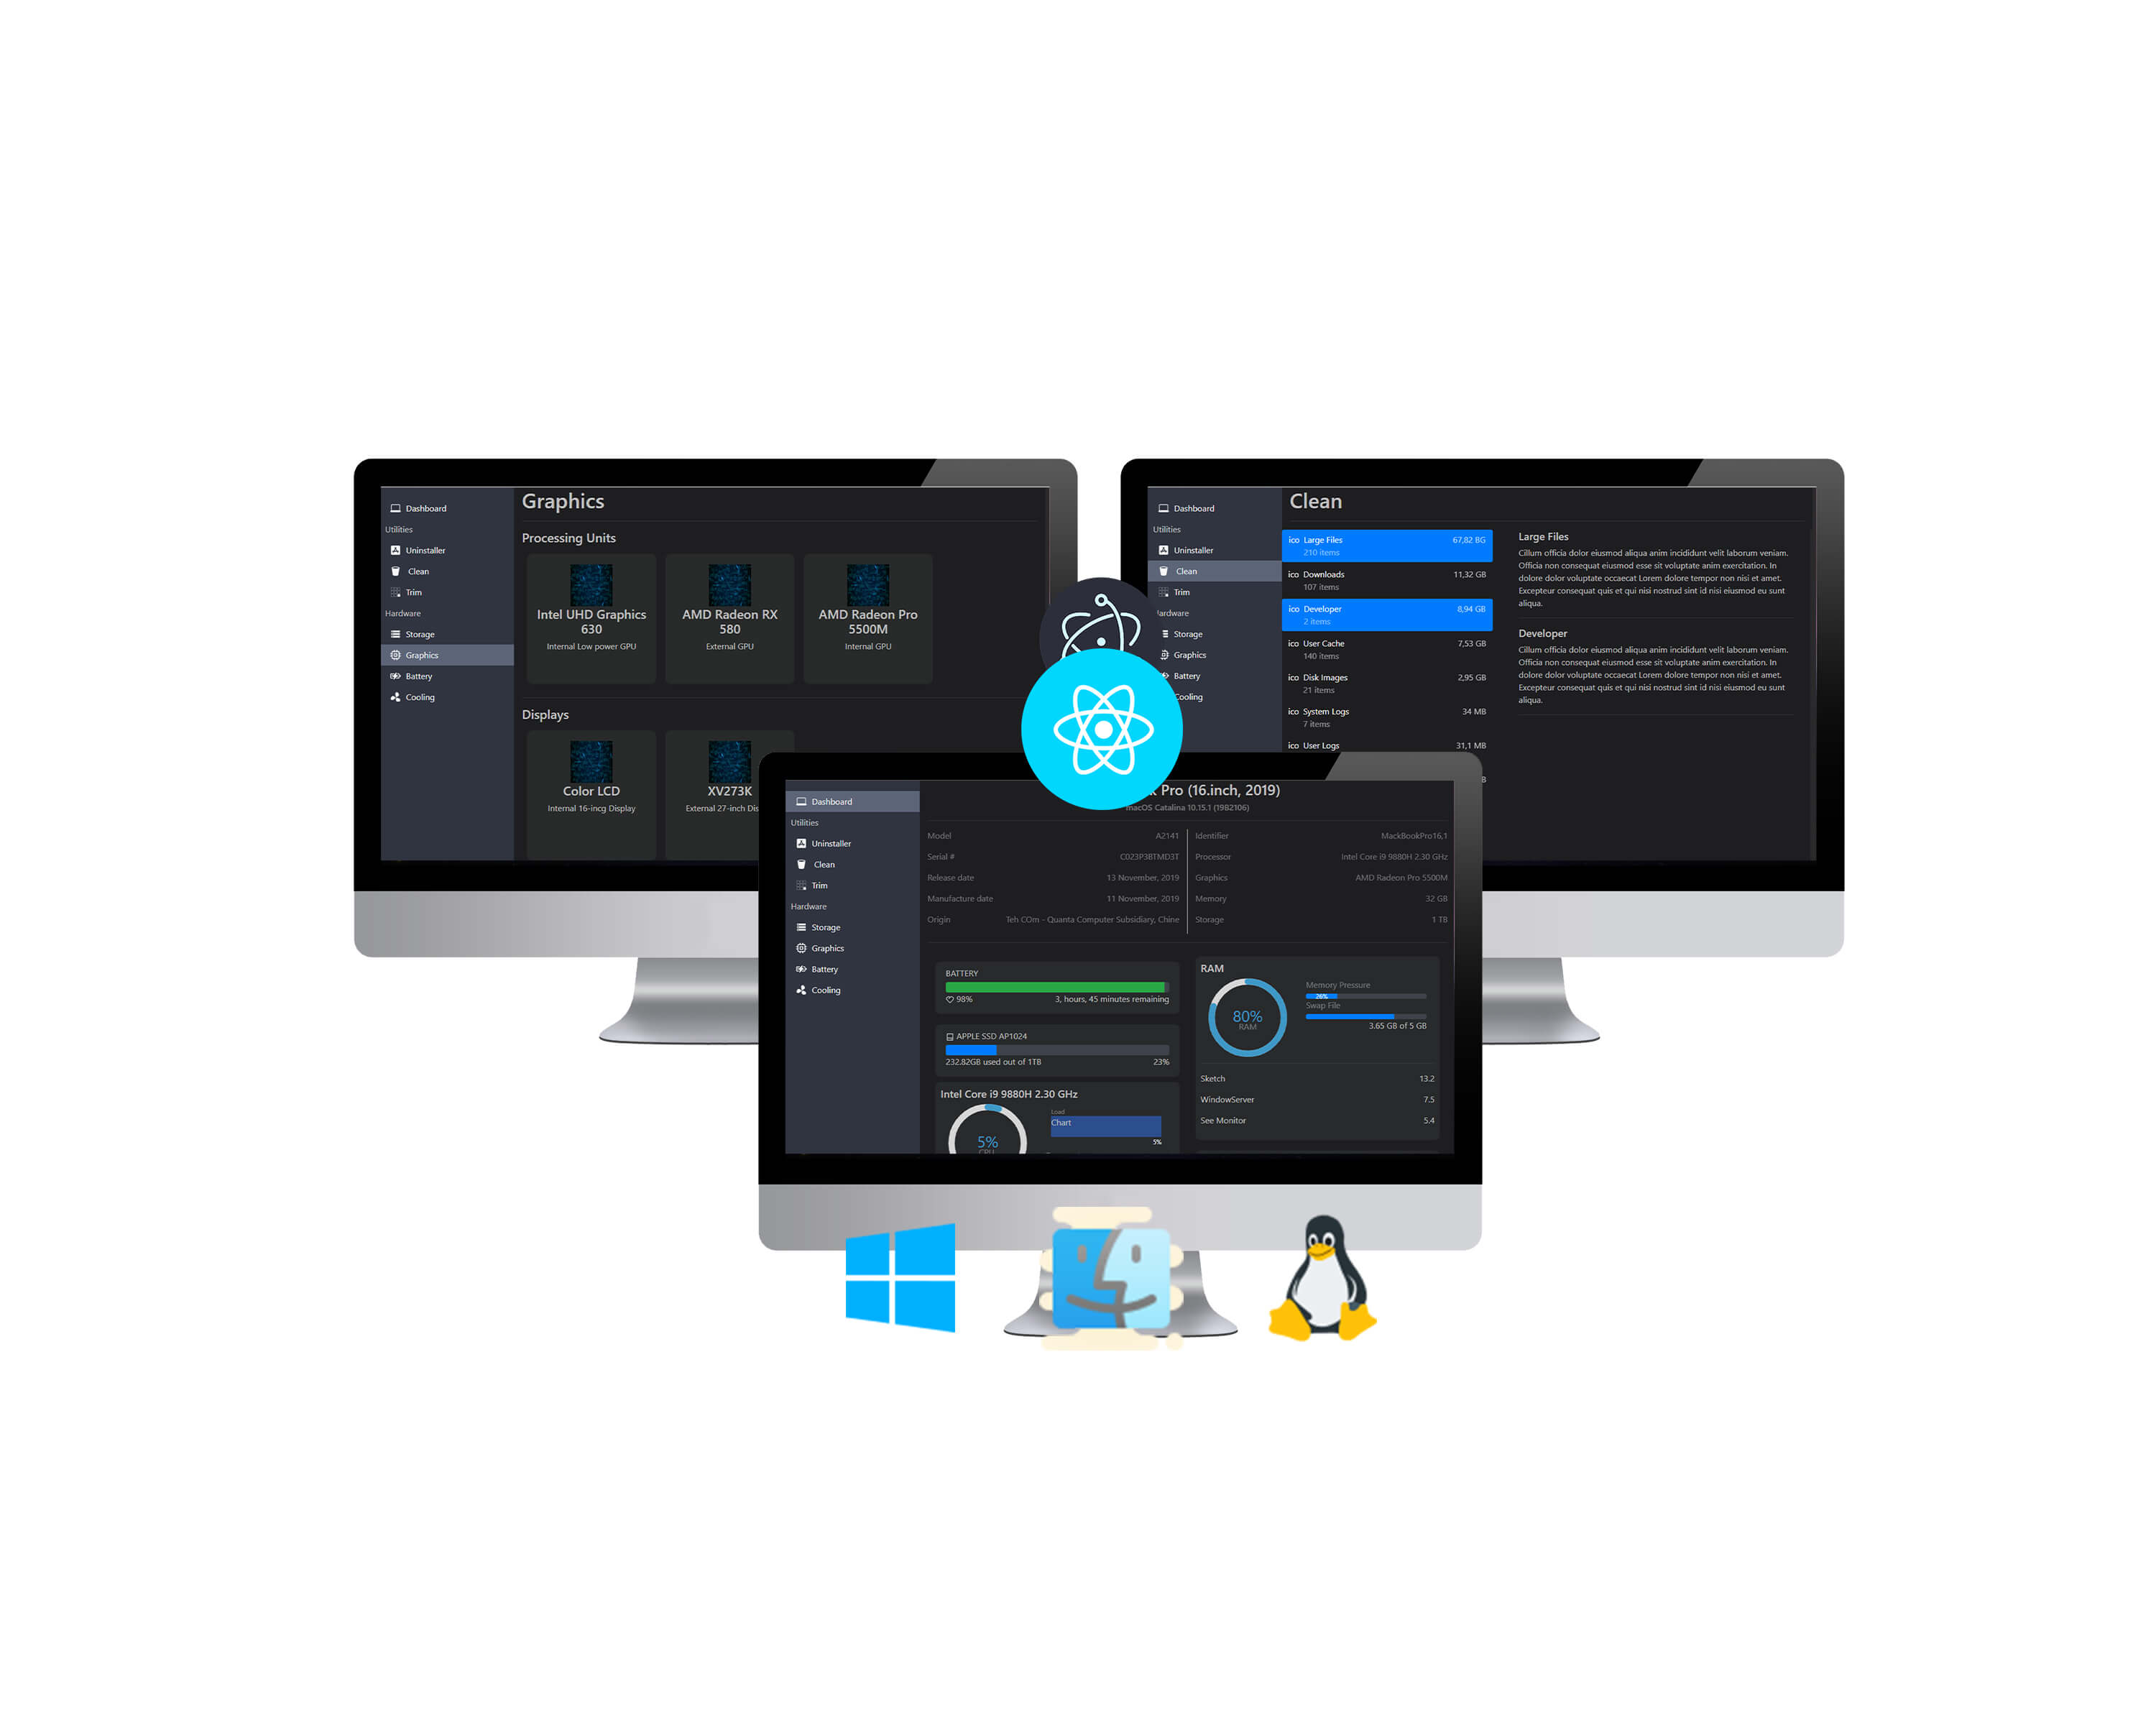 Dashboard
Utilities
Uninstaller
Clean
Trim
Hardware
Storage
Graphics
Battery
Cooling
Graphics
Processing Units
Intel UHD Graphics
630
Internal Low power GPU
AMD Radeon RX
580
External GPU
AMD Radeon Pro
5500M
Internal GPU
Displays
Color LCD
Internal 16-incg Display
XV273K
External 27-inch Dis
Dashboard
Utilities
Uninstaller
Clean
Trim
ardware
Storage
Graphics
Battery
Cooling
Clean
ico Large Files 67,82 BG
210 items
ico Downloads 11,32 GB
107 items
ico Developer 8,94 GB
2 items
ico User Cache 7,53 GB
140 items
ico Disk Images 2,95 GB
21 items
ico System Logs 34 MB
7 items
ico User Logs 31,1 MB
B
Large Files
Cillum officia dolor eiusmod aliqua anim incididunt velit laborum veniam.
Officia non consequat eiusmod esse sit voluptate anim exercitation. In
dolore dolor voluptate occaecat Lorem dolore tempor non nisi et amet.
Excepteur consequat quis et qui nisi nostrud sint id nisi eiusmod eu sunt
aliqua.
Developer
Cillum officia dolor eiusmod aliqua anim incididunt velit laborum veniam.
Officia non consequat eiusmod esse sit voluptate anim exercitation. In
dolore dolor voluptate occaecat Lorem dolore tempor non nisi et amet.
Excepteur consequat quis et qui nisi nostrud sint id nisi eiusmod eu sunt
aliqua.
Dashboard
Utilities
Uninstaller
Clean
Trim
Hardware
Storage
Graphics
Battery
Cooling
k Pro (16.inch, 2019)
macOS Catalina 10.15.1 (1982106)
Model A2141
Serial # C023P3BTMD3T
Release date 13 November, 2019
Manufacture date 11 November, 2019
Origin Teh COm - Quanta Computer Subsidiary, Chine
Identifier MackBookPro16,1
Processor Intel Core i9 9880H 2.30 GHz
Graphics AMD Radeon Pro 5500M
Memory 32 GB
Storage 1 TB
BATTERY
98% 3, hours, 45 minutes remaining
APPLE SSD AP1024
232.82GB used out of 1TB 23%
Intel Core i9 9880H 2.30 GHz
5%
CPU
Load
Chart
5%
RAM
80%
RAM
Memory Pressure
26%
Swap File
3.65 GB of 5 GB
Sketch 13.2
WindowServer 7.5
See Monitor 5.4